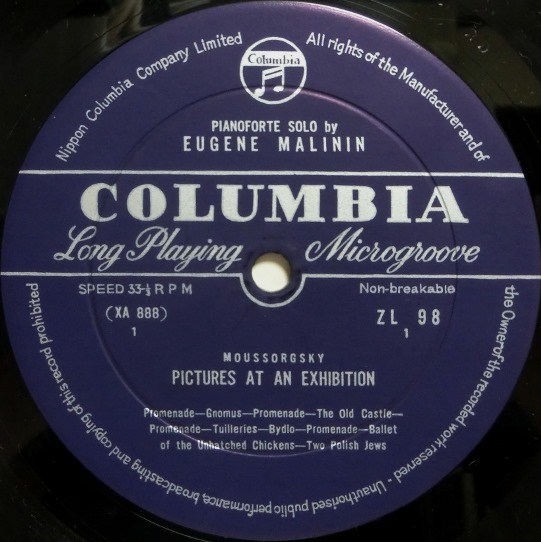 Nippon Columbia Company Limited
All rights of the Manufacturer and of the Owner of the recorded work reserved - Unauthorised public performance, broadcasting and copying of this record prohibited
Columbia
PIANOFORTE SOLO by
EUGENE MALININ
COLUMBIA
Long Playing Microgroove
SPEED 33-⅓ R P M
Non-breakable
(XA 888)
ZL 98
1
1
MOUSSORGSKY
PICTURES AT AN EXHIBITION
Promenade—Gnomus—Promenade—The Old Castle—
Promenade—Tuilleries—Bydlo—Promenade—Ballet
of the Unhatched Chickens—Two Polish Jews